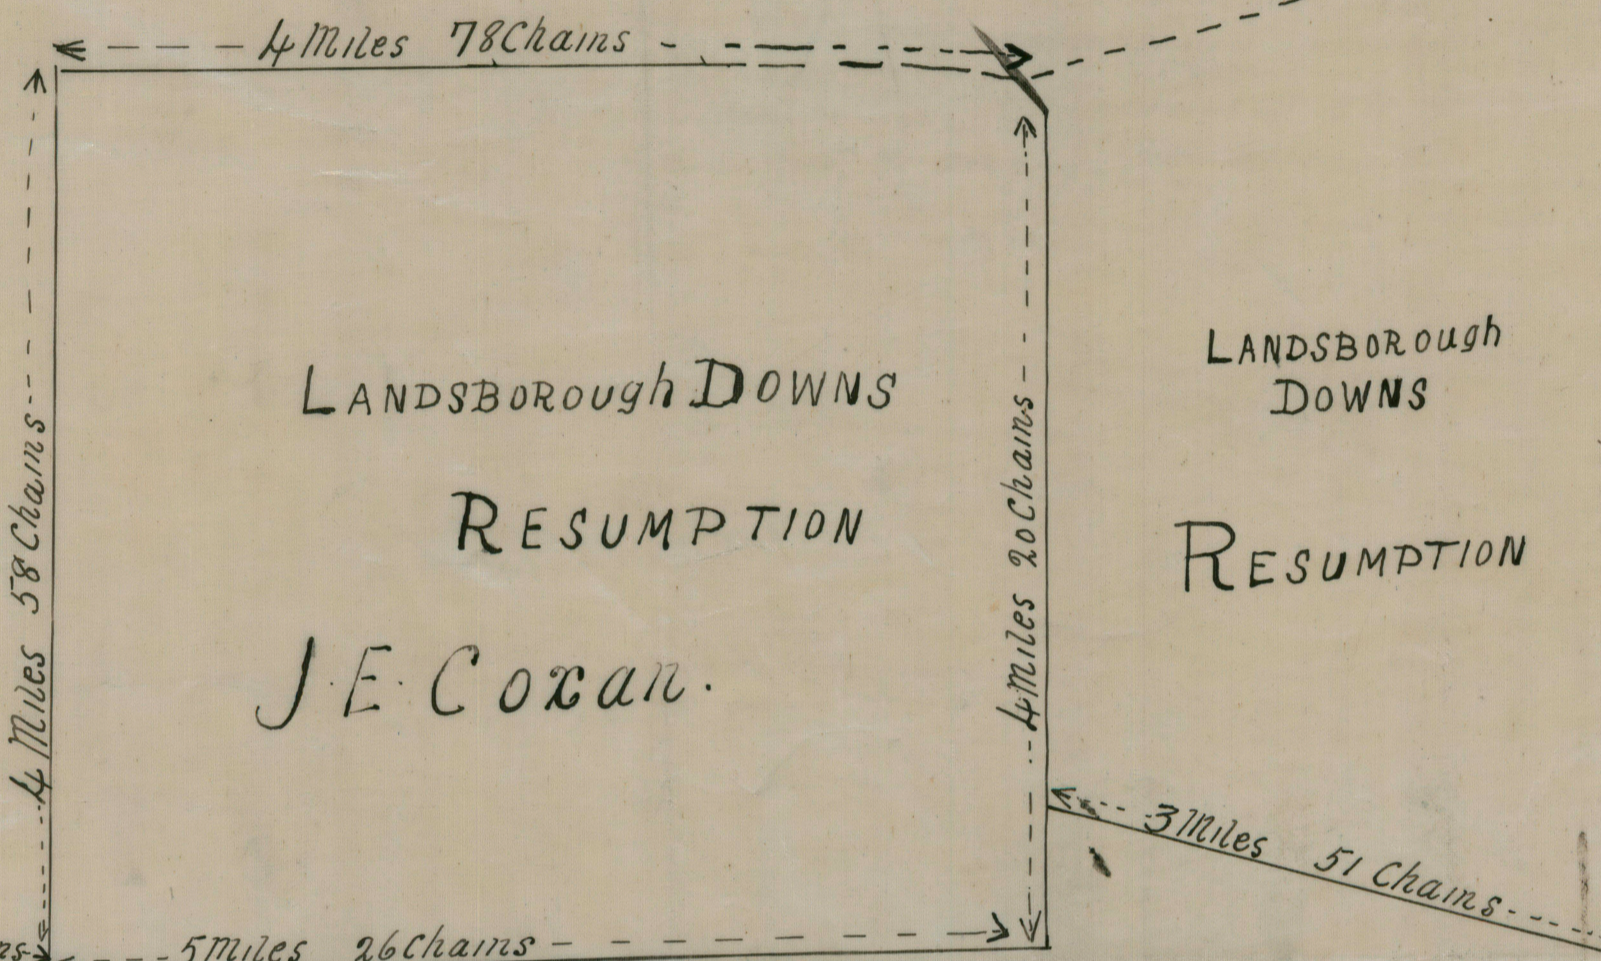 4 Miles 78 Chains
4 Miles 58 Chains
LANDSBOROUGH DOWNS
RESUMPTION
J. E. Coxan.
4 Miles 20 Chains
LANDSBOROUGH
DOWNS
RESUMPTION
3 Miles 51 Chains
5 Miles 26 Chains